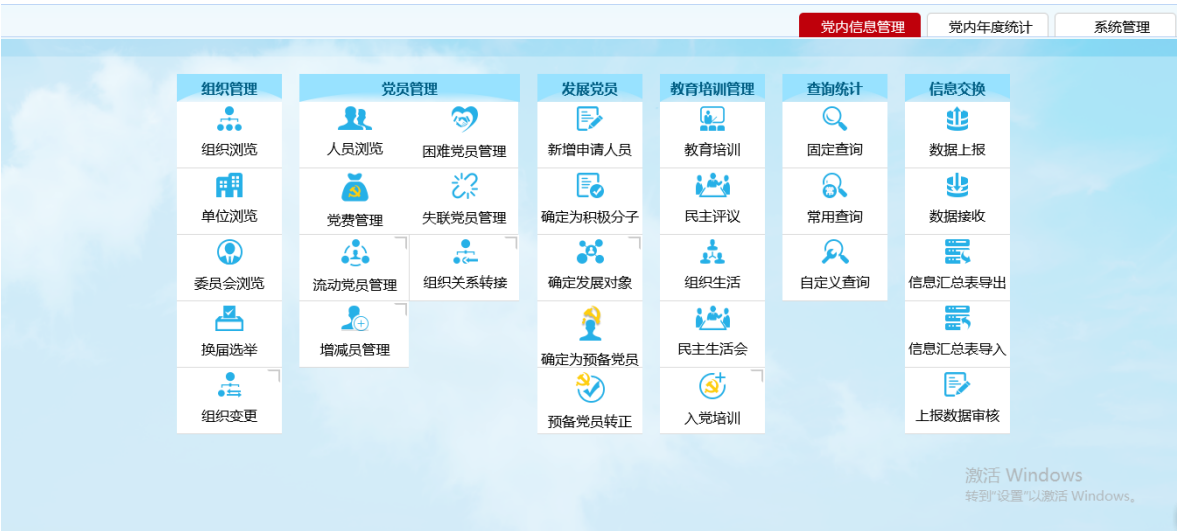 党内信息管理 党内年度统计 系统管理
组织管理 党员管理 发展党员 教育培训管理 查询统计 信息交换
组织浏览 人员浏览 困难党员管理 新增申请人员 教育培训 固定查询 数据上报
单位浏览 党费管理 失联党员管理 确定为积极分子 民主评议 常用查询 数据接收
委员会浏览 流动党员管理 组织关系转接 确定发展对象 组织生活 自定义查询 信息汇总表导出
换届选举 增减员管理 确定为预备党员 民主生活会 信息汇总表导入
组织变更 预备党员转正 入党培训 上报数据审核
激活 Windows
转到"设置"以激活 Windows。